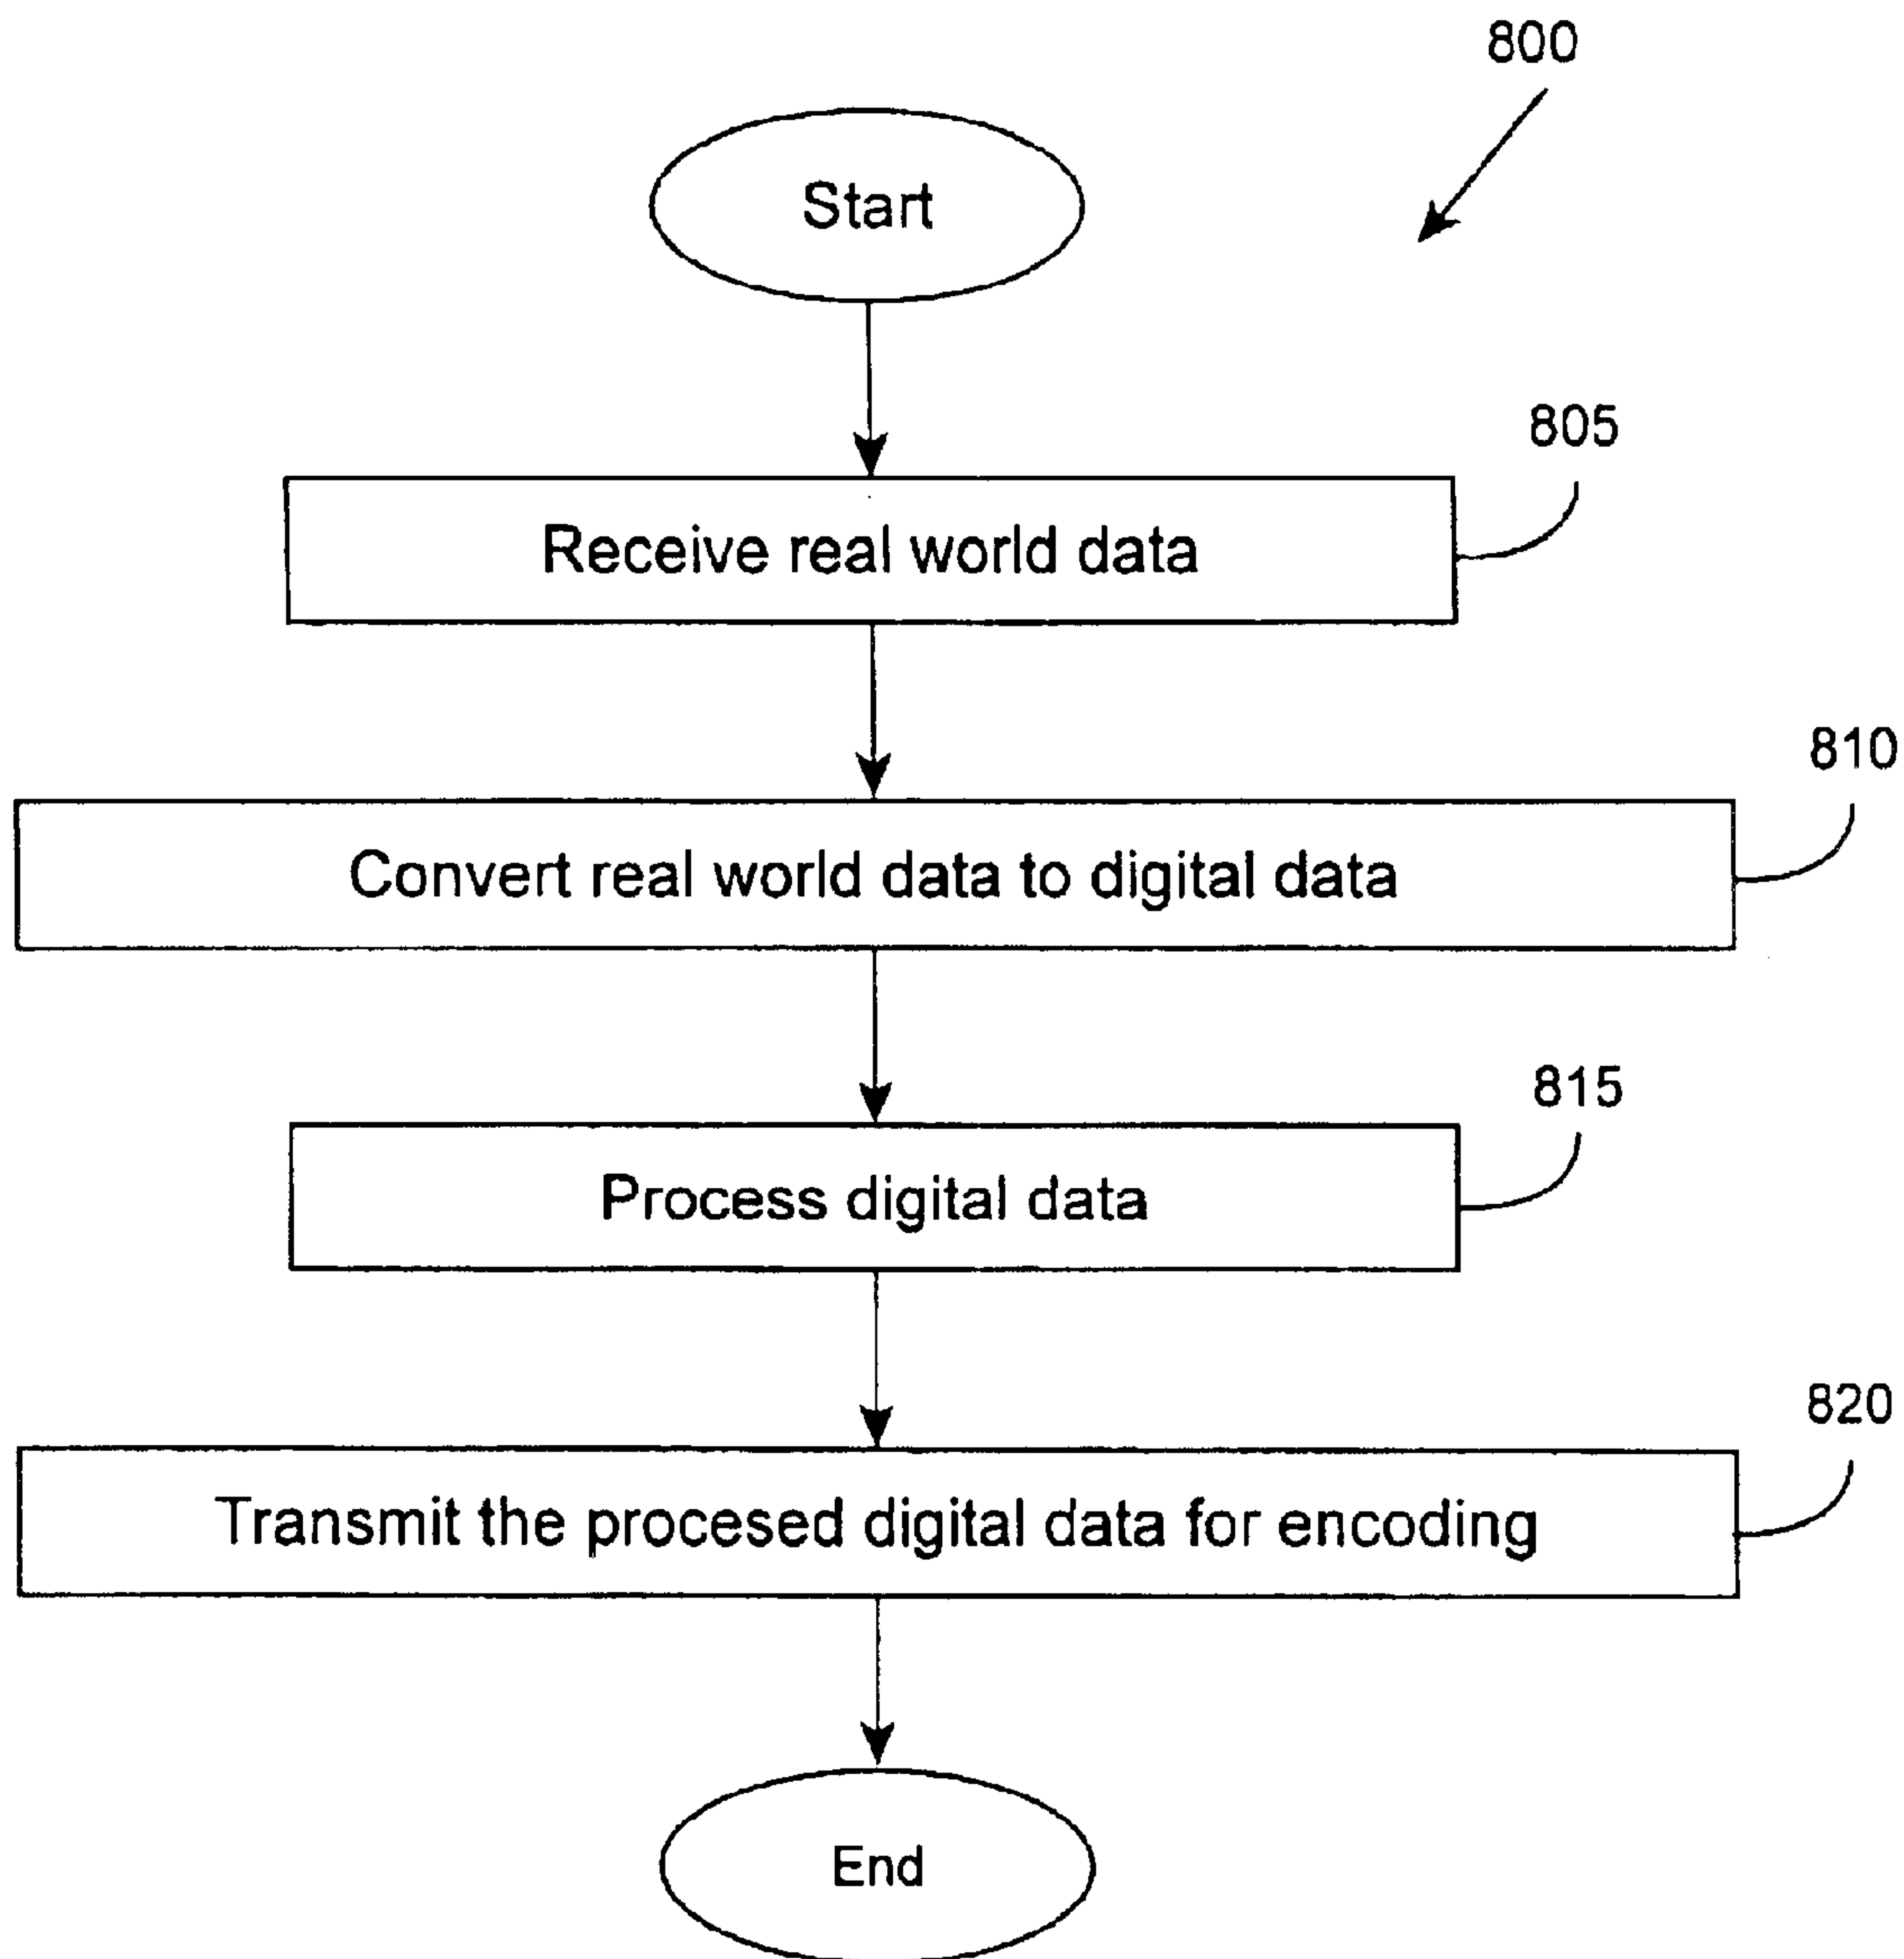 800
Start
805
Receive real world data
810
Convert real world data to digital data
815
Process digital data
820
Transmit the procesed digital data for encoding
End